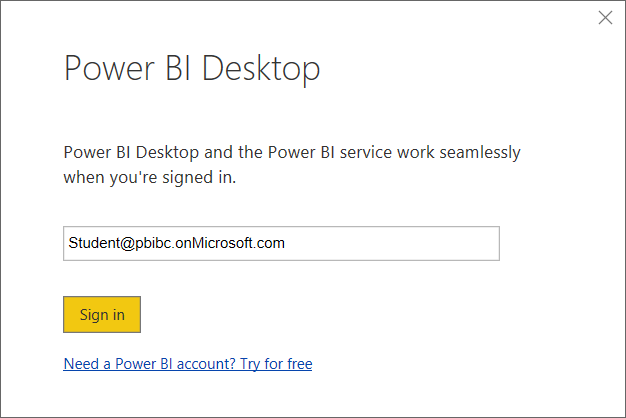 Power BI Desktop
Power BI Desktop and the Power BI service work seamlessly
when you're signed in.
Student@pbibc.onMicrosoft.com
Sign in
Need a Power BI account? Try for free